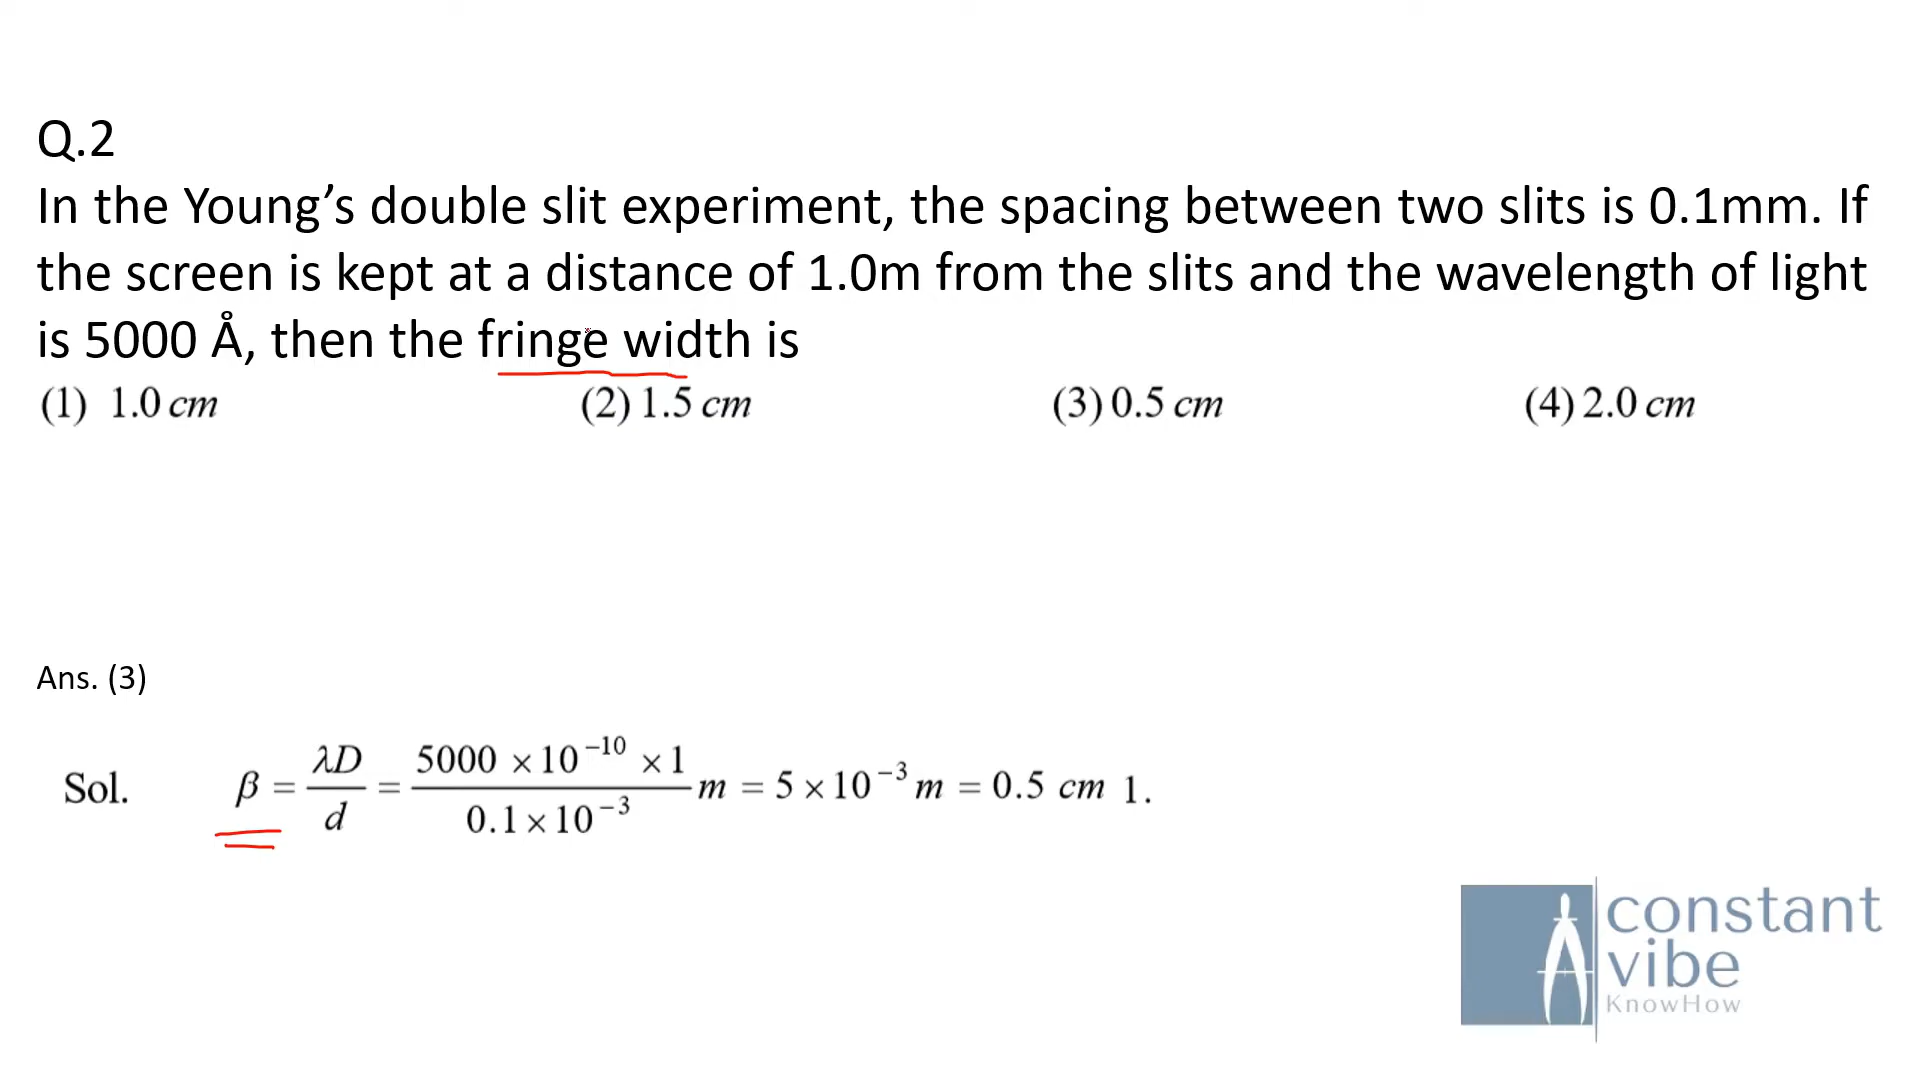 Q.2
In the Young’s double slit experiment, the spacing between two slits is 0.1mm. If
the screen is kept at a distance of 1.0m from the slits and the wavelength of light
is 5000 Å, then the fringe width is
(1) 1.0 cm (2) 1.5 cm (3) 0.5 cm (4) 2.0 cm
Ans. (3)
Sol. β = λD/d = (5000 × 10⁻¹⁰ × 1)/(0.1 × 10⁻³) m = 5 × 10⁻³ m = 0.5 cm 1.
constant
vibe
KnowHow